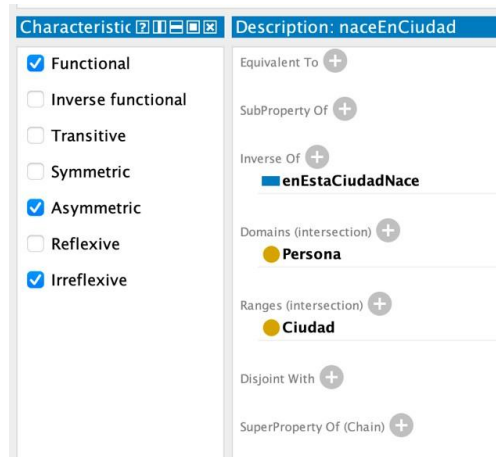 Characteristic
Functional
Inverse functional
Transitive
Symmetric
Asymmetric
Reflexive
Irreflexive
Description: naceEnCiudad
Equivalent To
SubProperty Of
Inverse Of
enEstaCiudadNace
Domains (intersection)
Persona
Ranges (intersection)
Ciudad
Disjoint With
SuperProperty Of (Chain)